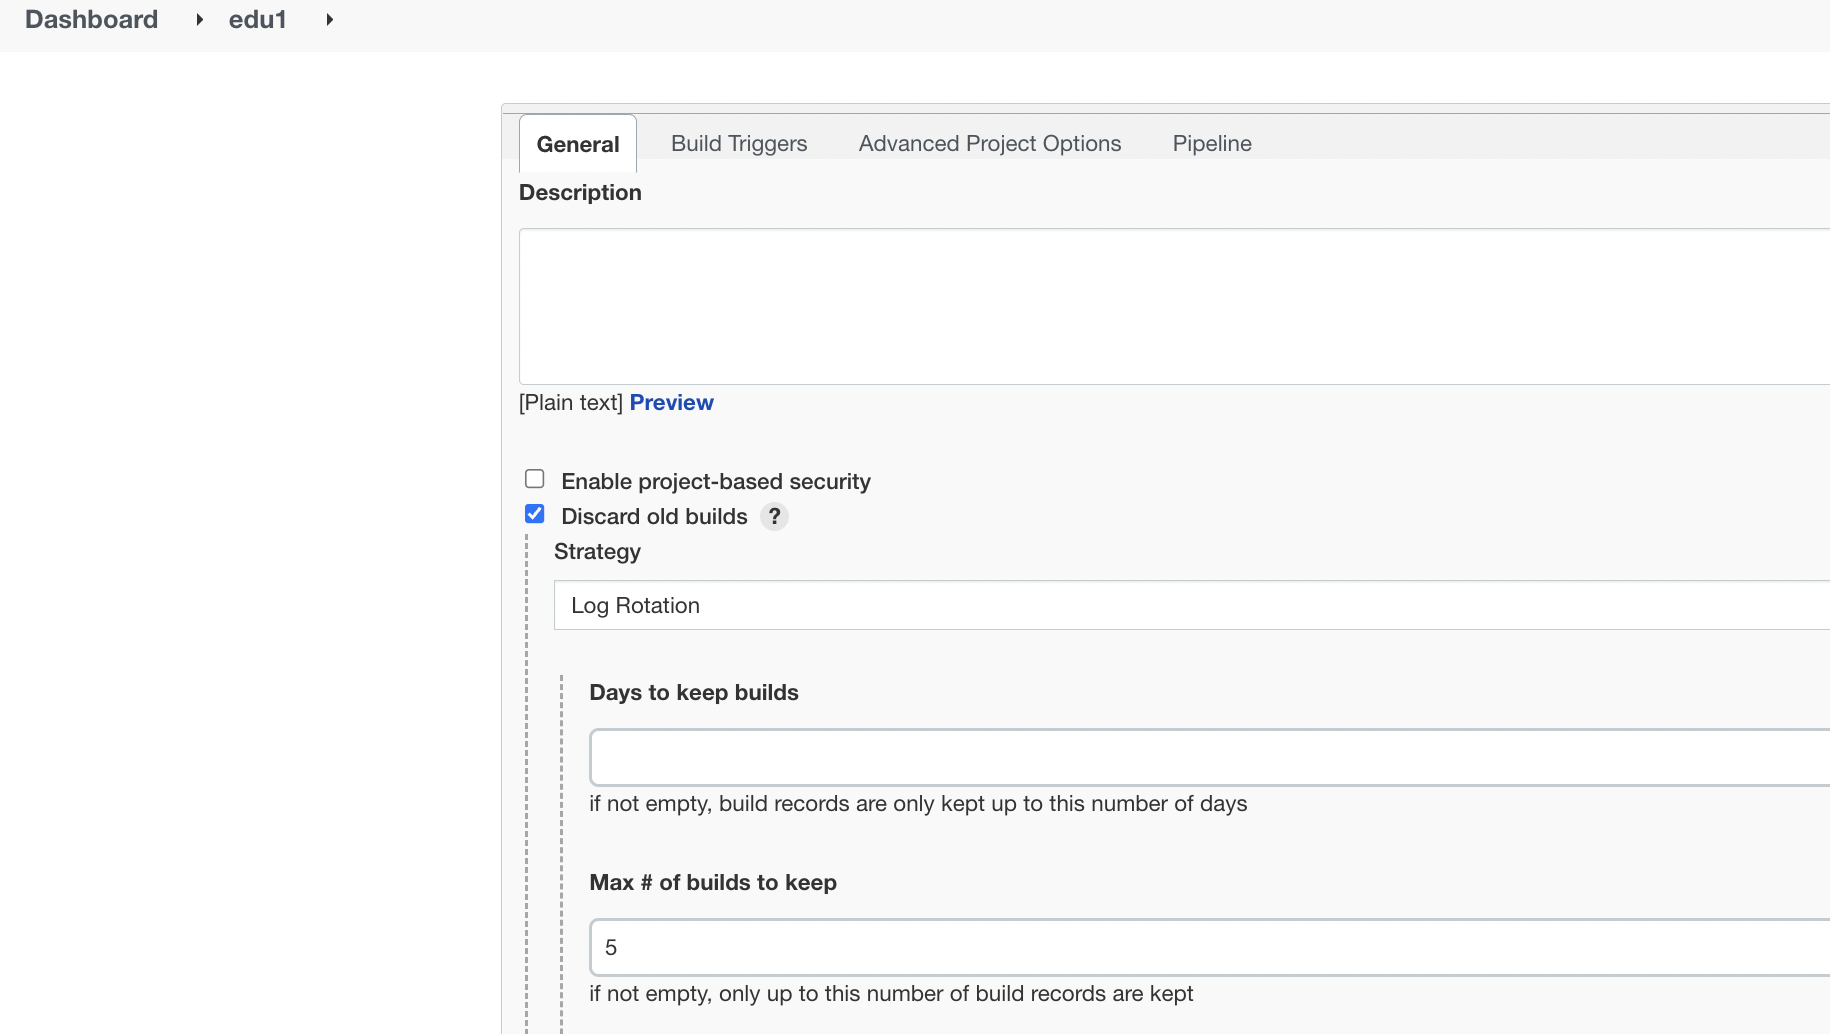 Dashboard edu1
General Build Triggers Advanced Project Options Pipeline
Description
[Plain text] Preview
Enable project-based security
Discard old builds ?
Strategy
Log Rotation
Days to keep builds
if not empty, build records are only kept up to this number of days
Max # of builds to keep
5
if not empty, only up to this number of build records are kept